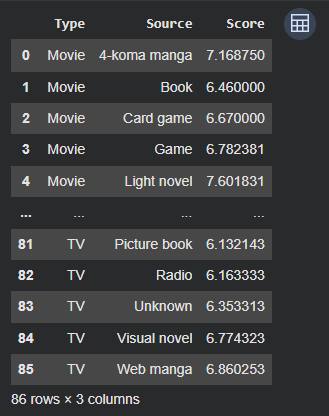 Type Source Score
0 Movie 4-koma manga 7.168750
1 Movie Book 6.460000
2 Movie Card game 6.670000
3 Movie Game 6.782381
4 Movie Light novel 7.601831
... ... ... ...
81 TV Picture book 6.132143
82 TV Radio 6.163333
83 TV Unknown 6.353313
84 TV Visual novel 6.774323
85 TV Web manga 6.860253
86 rows × 3 columns